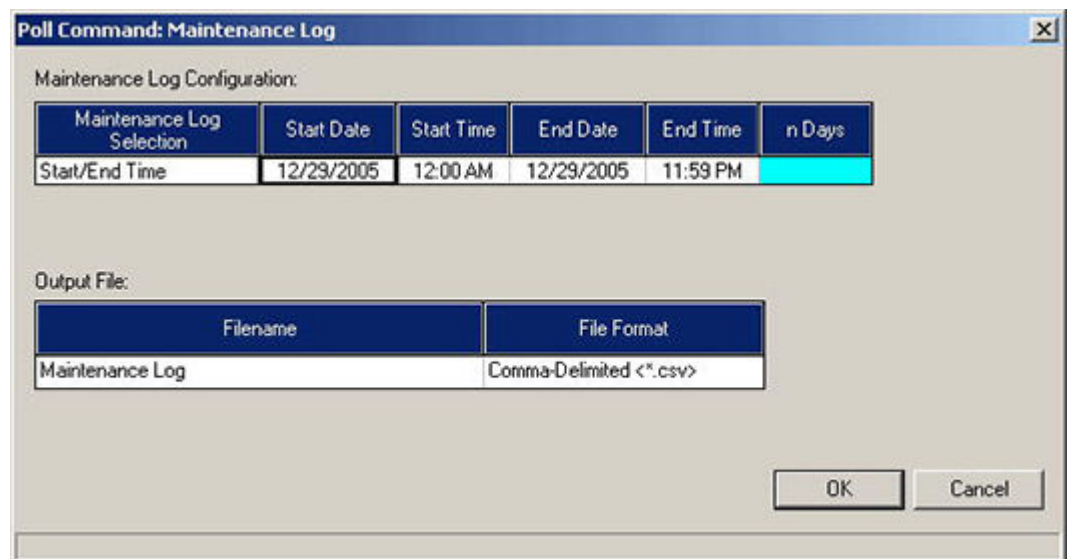 Poll Command: Maintenance Log
Maintenance Log Configuration:
Maintenance Log Selection Start Date Start Time End Date End Time n Days
Start/End Time 12/29/2005 12:00 AM 12/29/2005 11:59 PM
Output File:
Filename File Format
Maintenance Log Comma-Delimited <*.csv>
OK Cancel